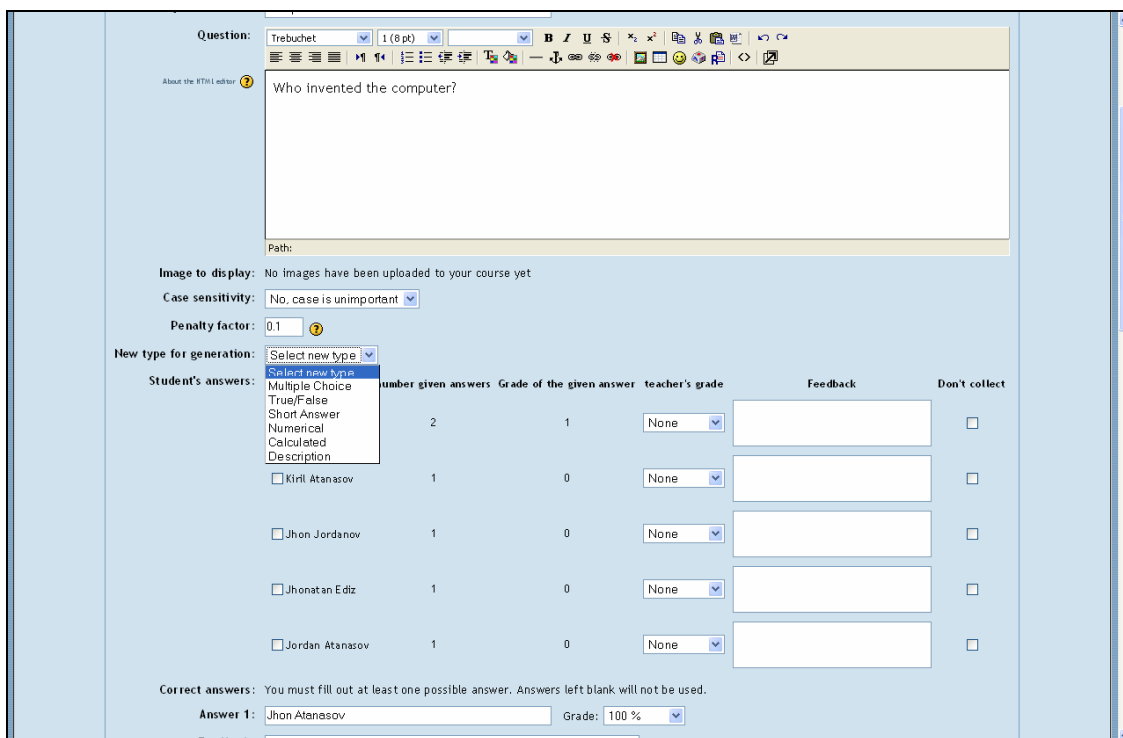 Question:
Trebuchet 1 (8 pt) B I U S x₂ x²
About the HTML editor ?
Who invented the computer?
Path:
Image to display: No images have been uploaded to your course yet
Case sensitivity: No, case is unimportant
Penalty factor: 0.1 ?
New type for generation: Select new type
Select new type
Student's answers: number given answers Grade of the given answer teacher's grade Feedback Don't collect
Multiple Choice
True/False
Short Answer
2 1 None
Numerical
Calculated
Description
Kiril Atanasov 1 0 None
Jhon Jordanov 1 0 None
Jhonatan Ediz 1 0 None
Jordan Atanasov 1 0 None
Correct answers: You must fill out at least one possible answer. Answers left blank will not be used.
Answer 1: Jhon Atanasov Grade: 100 %